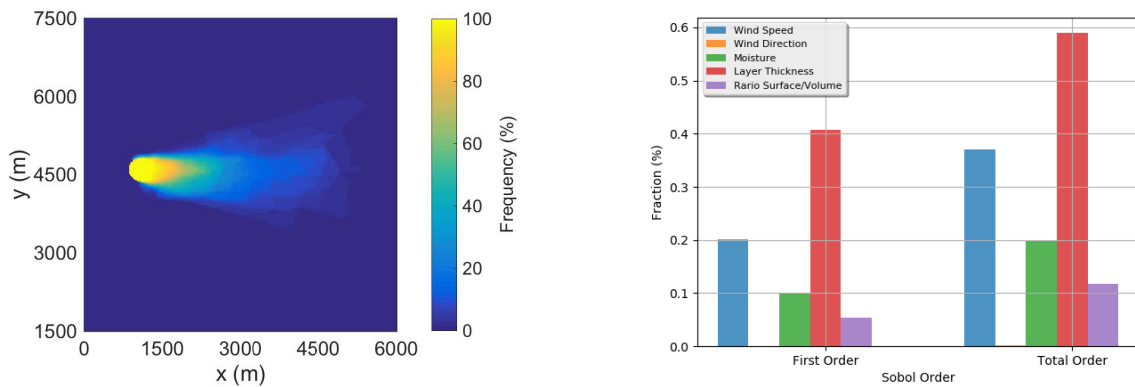 7500
6000
4500
3000
1500
0
1500
3000
4500
6000
x (m)
y (m)
100
80
60
40
20
0
Frequency (%)
Wind Speed
Wind Direction
Moisture
Layer Thickness
Rario Surface/Volume
0.6
0.5
0.4
0.3
0.2
0.1
0.0
Fraction (%)
First Order
Total Order
Sobol Order